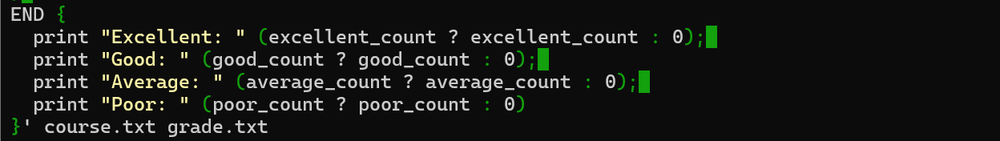 END {
  print "Excellent: " (excellent_count ? excellent_count : 0);
  print "Good: " (good_count ? good_count : 0);
  print "Average: " (average_count ? average_count : 0);
  print "Poor: " (poor_count ? poor_count : 0)
}' course.txt grade.txt